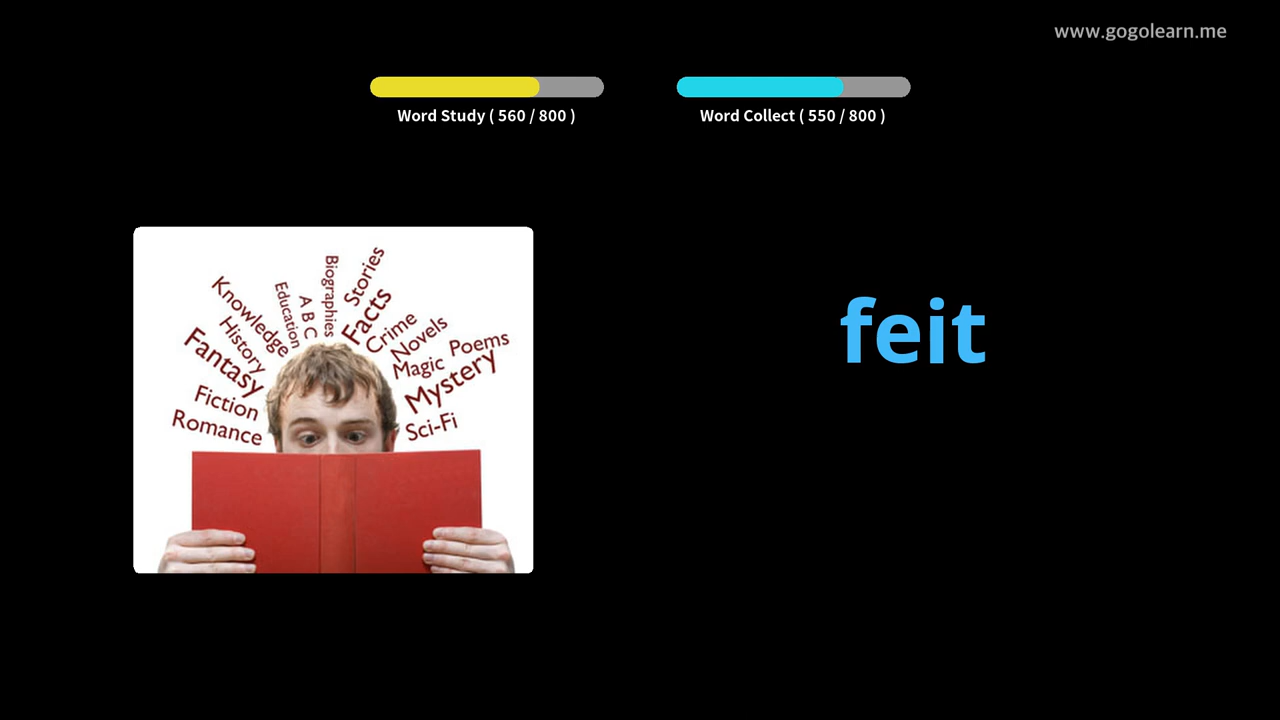 www.gogolearn.me
Word Study ( 560 / 800 )
Word Collect ( 550 / 800 )
feit
Romance
Fiction
Fantasy
History
Knowledge
Education
A B C
Biographies
Stories
Facts
Crime
Novels
Magic
Poems
Mystery
Sci-Fi